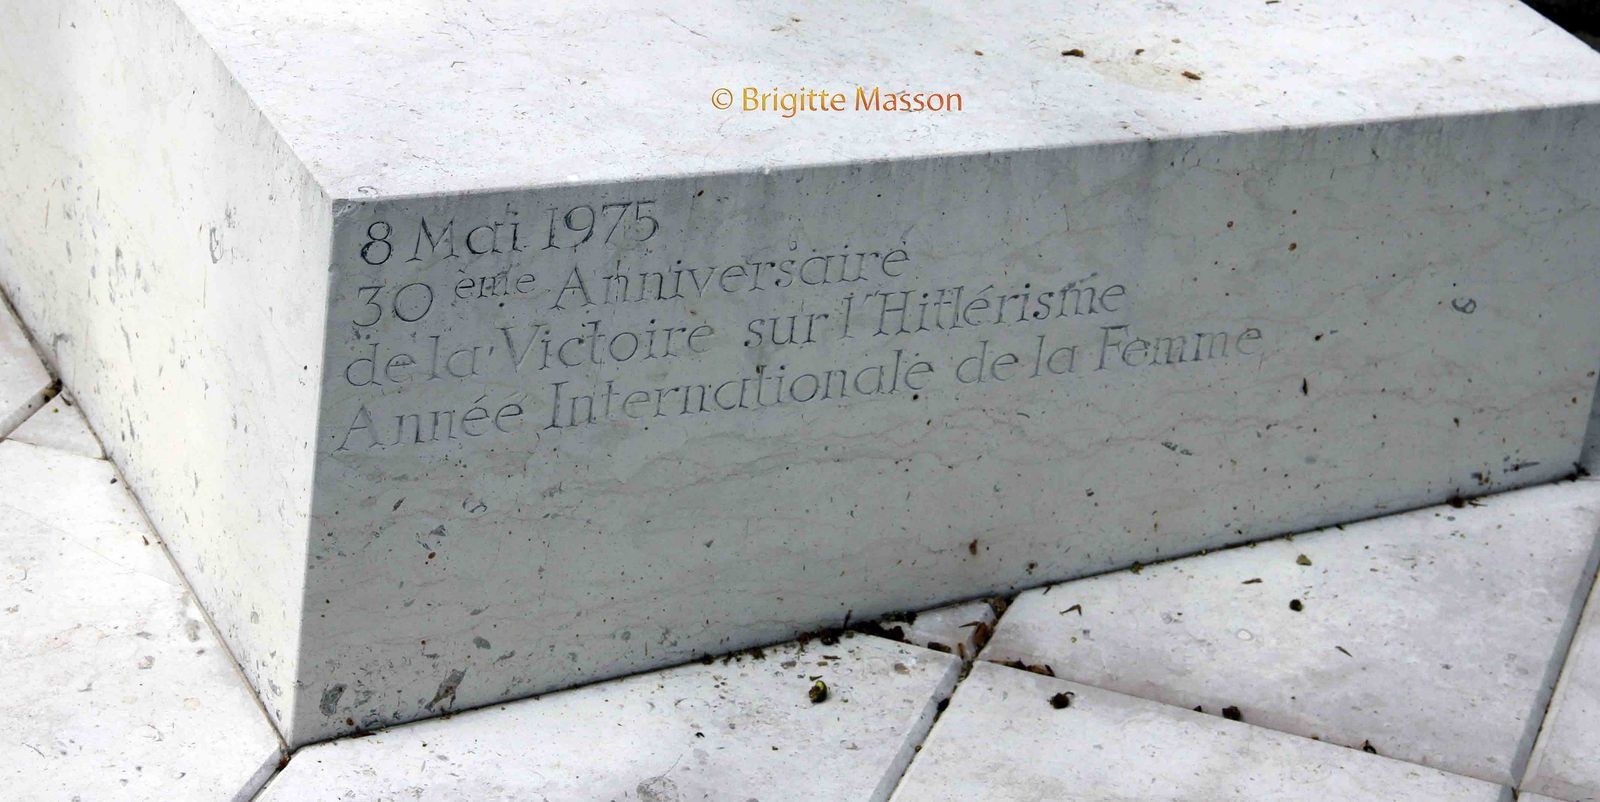 © Brigitte Masson
8 Mai 1975
30 ème Anniversaire
de la Victoire sur l'Hitlérisme
Année Internationale de la Femme